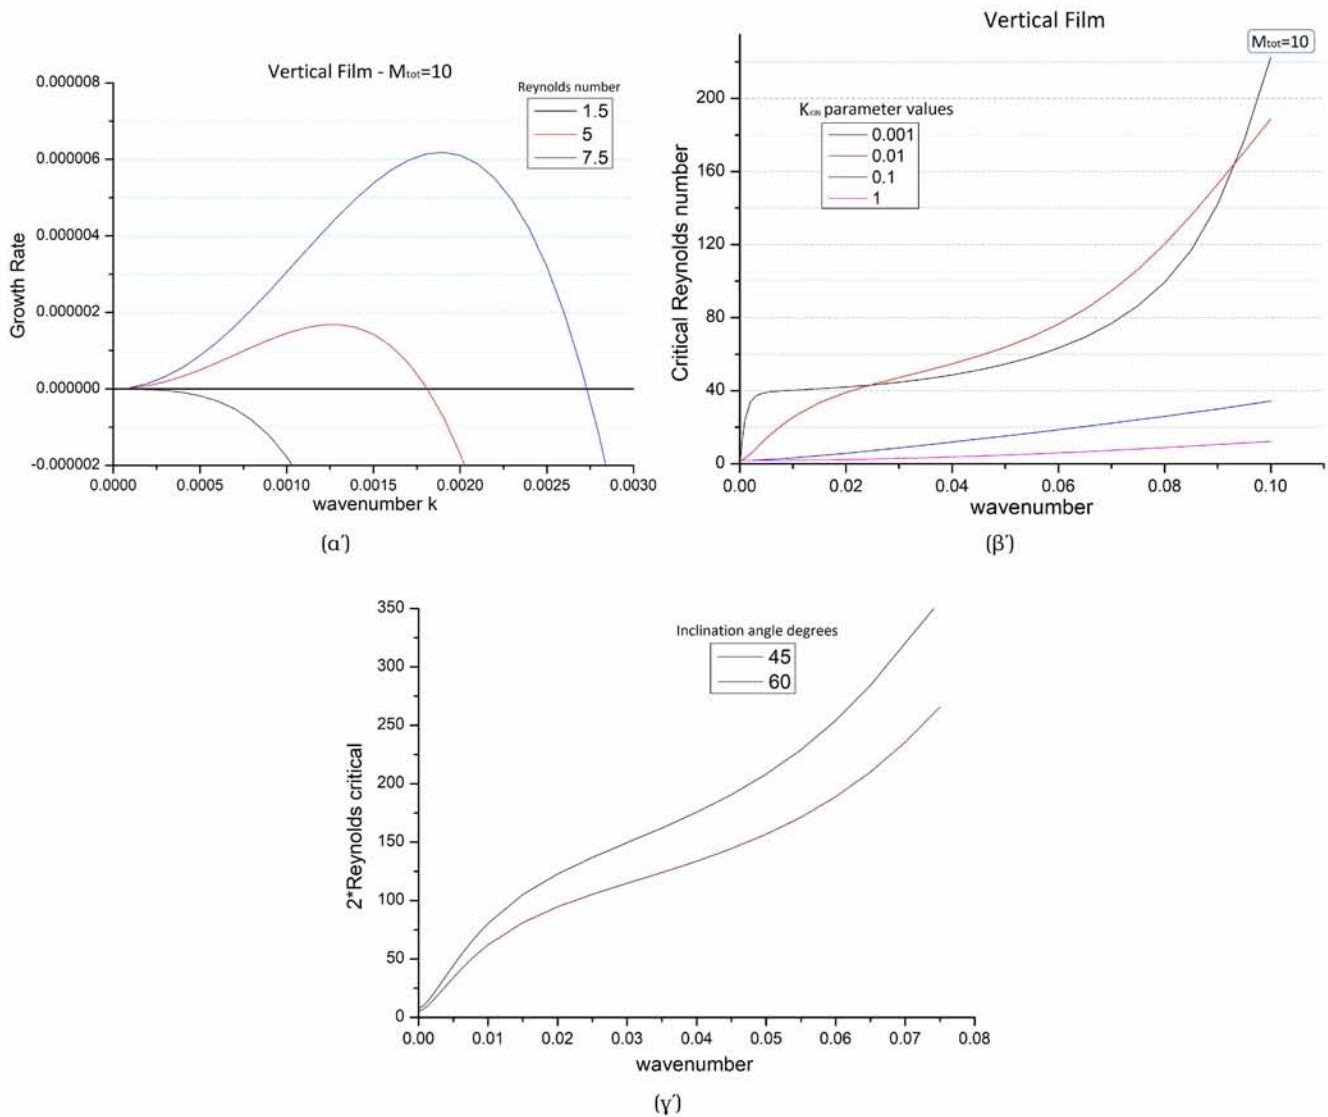 Vertical Film - Mtot=10
Reynolds number
1.5
5
7.5
Growth Rate
0.000008
0.000006
0.000004
0.000002
0.000000
-0.000002
0.0000 0.0005 0.0010 0.0015 0.0020 0.0025 0.0030
wavenumber k
(α΄)
Vertical Film
Mtot=10
parameter values
0.001
0.01
0.1
1
Critical Reynolds number
200
160
120
80
40
0
0.00 0.02 0.04 0.06 0.08 0.10
wavenumber
(β΄)
Inclination angle degrees
45
60
2*Reynolds critical
350
300
250
200
150
100
50
0
0.00 0.01 0.02 0.03 0.04 0.05 0.06 0.07 0.08
wavenumber
(γ΄)